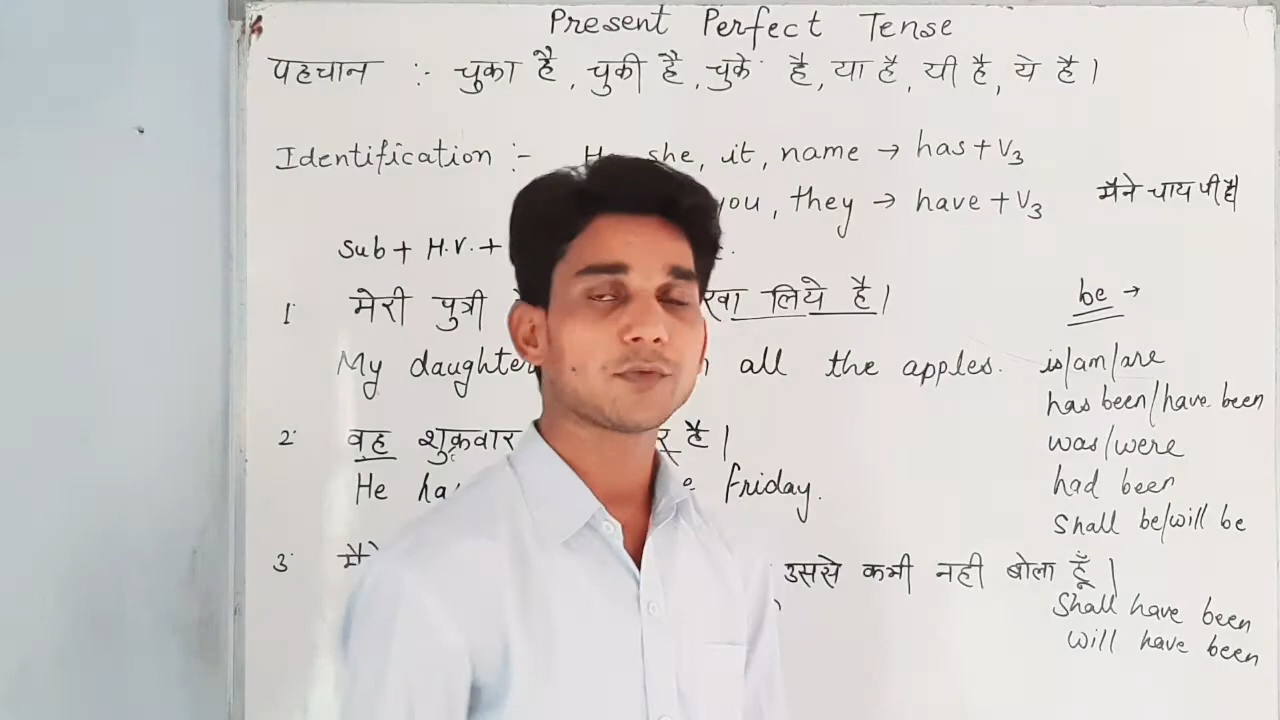 Present Perfect Tense
पहचान :- चुका है, चुकी है, चुके है, या है, यी है, ये है।
Identification :- she, it, name → has + V3
you, they → have + V3
मैने चाय पी है।
Sub + H.V. +
1 मेरी पुत्री खा लिये है।
be →
My daughter all the apples.
is/am/are
has been/have been
2 वह शुक्रवार है।
was/were
He friday.
had been
Shall be/will be
3 उससे कभी नही बोला हूँ।
Shall have been
will have been